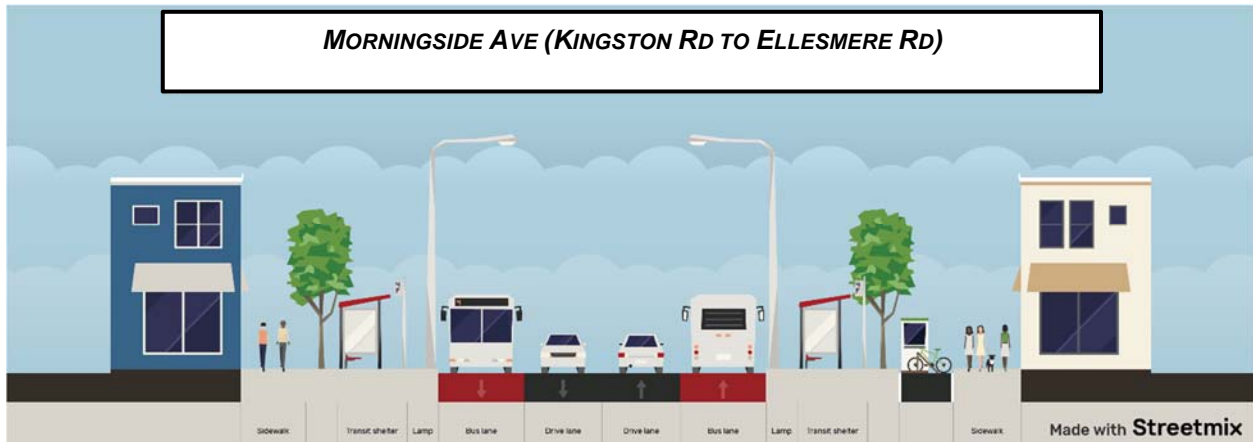 MORNINGSIDE AVE (KINGSTON RD TO ELLESMERE RD)
Sidewalk
Transit shelter
Lamp
Bus lane
Drive lane
Drive lane
Bus lane
Lamp
Transit shelter
Sidewalk
Made with Streetmix